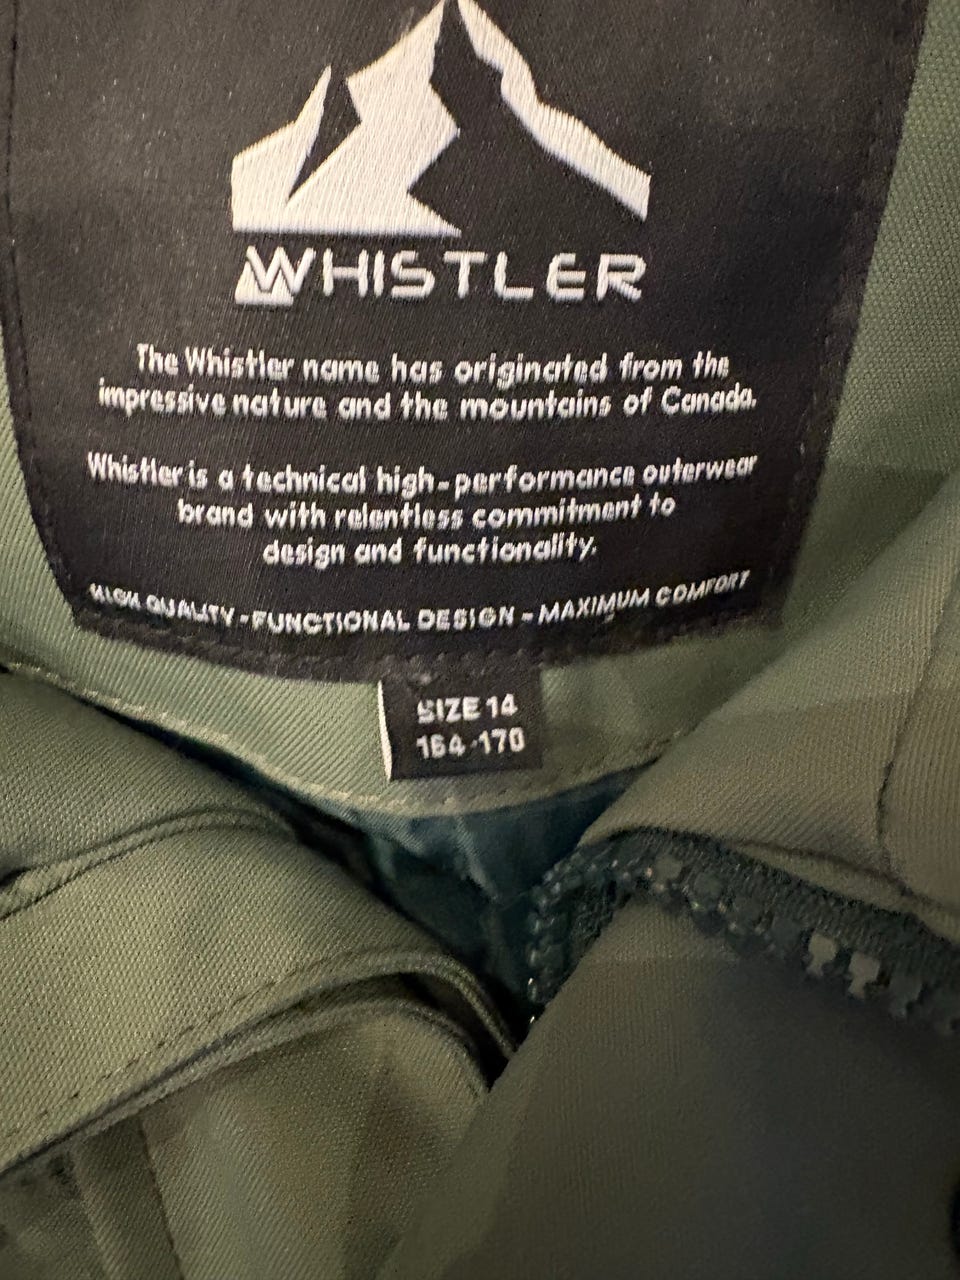 WHISTLER
The Whistler name has originated from the
impressive nature and the mountains of Canada.
Whistler is a technical high-performance outerwear
brand with relentless commitment to
design and functionality.
HIGH QUALITY - FUNCTIONAL DESIGN - MAXIMUM COMFORT
SIZE 14
164-170